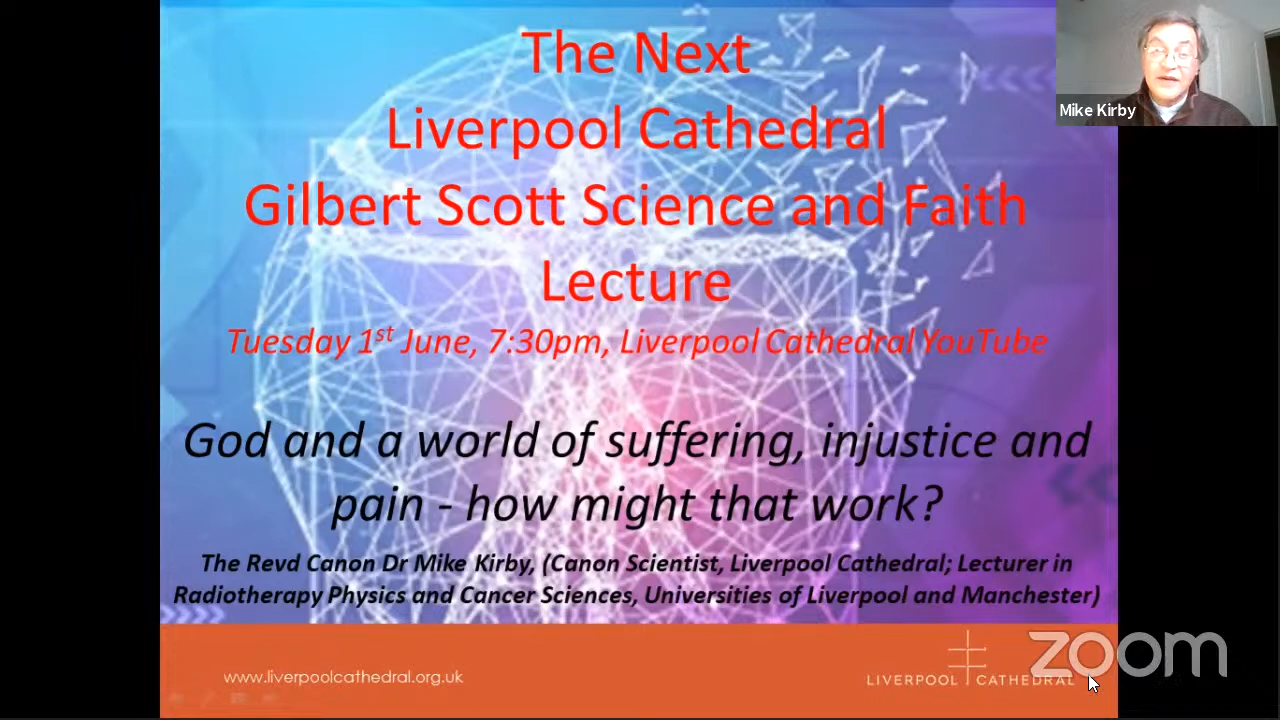 The Next
Liverpool Cathedral
Gilbert Scott Science and Faith
Lecture
Tuesday 1st June, 7:30pm, Liverpool Cathedral YouTube
God and a world of suffering, injustice and
pain - how might that work?
The Revd Canon Dr Mike Kirby, (Canon Scientist, Liverpool Cathedral; Lecturer in
Radiotherapy Physics and Cancer Sciences, Universities of Liverpool and Manchester)
www.liverpoolcathedral.org.uk
LIVERPOOL CATHEDRAL
zoom
Mike Kirby